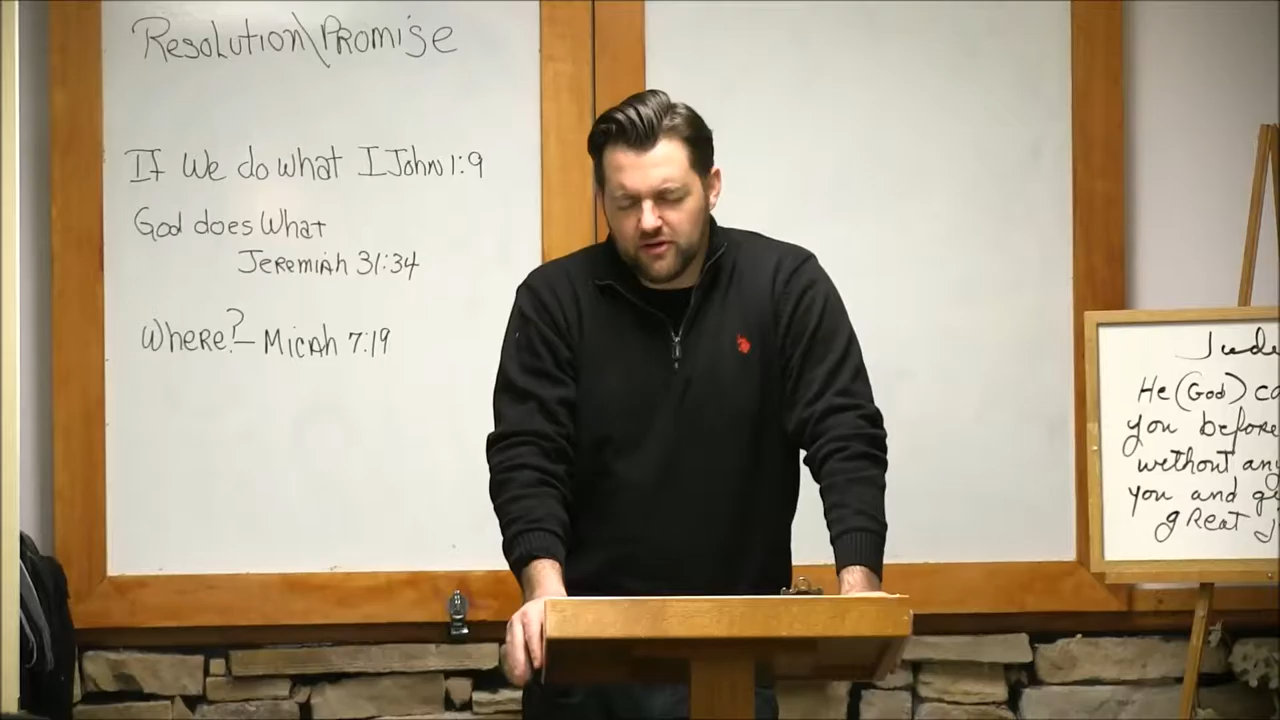 Resolution\Promise
If We do what I John 1:9
God does What
Jeremiah 31:34
Where? - Micah 7:19
Jude
He (God) ca
you before
without any
you and g
great j